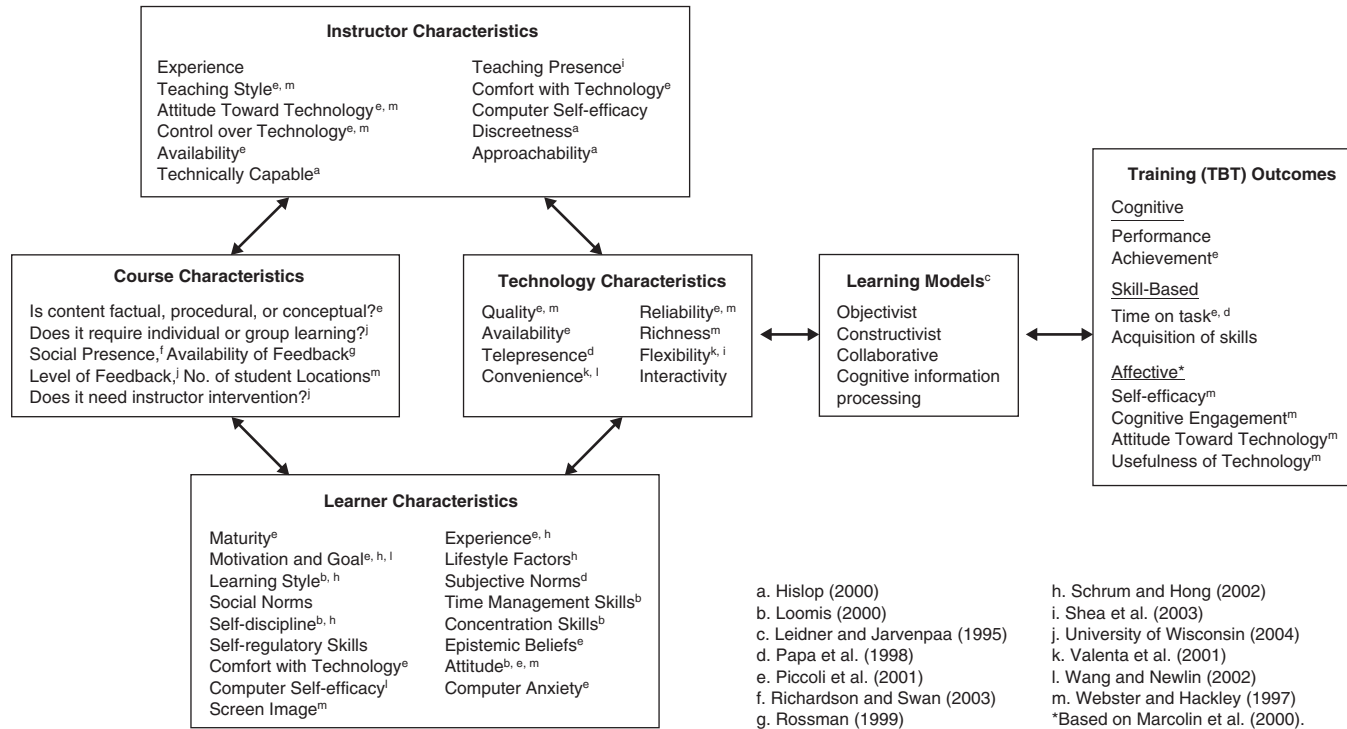 Instructor Characteristics
Experience
Teaching Style^e, m
Attitude Toward Technology^e, m
Control over Technology^e, m
Availability^e
Technically Capable^a
Teaching Presence^i
Comfort with Technology^e
Computer Self-efficacy
Discreetness^a
Approachability^a
Course Characteristics
Is content factual, procedural, or conceptual?^e
Does it require individual or group learning?^j
Social Presence,^f Availability of Feedback^g
Level of Feedback,^j No. of student Locations^m
Does it need instructor intervention?^j
Technology Characteristics
Quality^e, m
Availability^e
Telepresence^d
Convenience^k, l
Reliability^e, m
Richness^m
Flexibility^k, i
Interactivity
Learning Models^c
Objectivist
Constructivist
Collaborative
Cognitive information
processing
Training (TBT) Outcomes
Cognitive
Performance
Achievement^e
Skill-Based
Time on task^e, d
Acquisition of skills
Affective*
Self-efficacy^m
Cognitive Engagement^m
Attitude Toward Technology^m
Usefulness of Technology^m
Learner Characteristics
Maturity^e
Motivation and Goal^e, h, l
Learning Style^b, h
Social Norms
Self-discipline^b, h
Self-regulatory Skills
Comfort with Technology^e
Computer Self-efficacy^l
Screen Image^m
Experience^e, h
Lifestyle Factors^h
Subjective Norms^d
Time Management Skills^b
Concentration Skills^b
Epistemic Beliefs^e
Attitude^b, e, m
Computer Anxiety^e
a. Hislop (2000)
b. Loomis (2000)
c. Leidner and Jarvenpaa (1995)
d. Papa et al. (1998)
e. Piccoli et al. (2001)
f. Richardson and Swan (2003)
g. Rossman (1999)
h. Schrum and Hong (2002)
i. Shea et al. (2003)
j. University of Wisconsin (2004)
k. Valenta et al. (2001)
l. Wang and Newlin (2002)
m. Webster and Hackley (1997)
*Based on Marcolin et al. (2000).